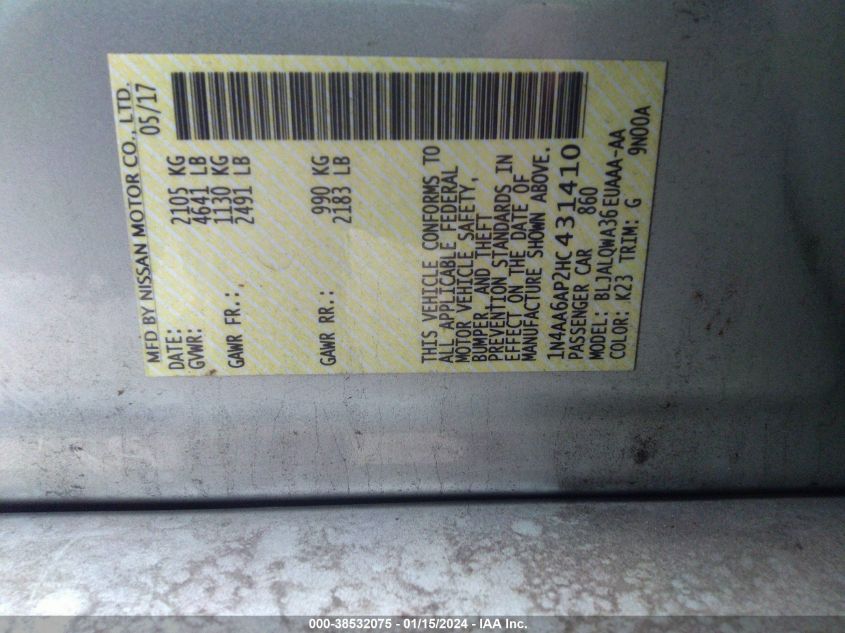 MFD BY NISSAN MOTOR CO., LTD.
DATE: 05/17
GVWR: 2105 KG
4641 LB
GAWR FR.: 1130 KG
2491 LB
GAWR RR.: 990 KG
2183 LB
THIS VEHICLE CONFORMS TO
ALL APPLICABLE FEDERAL
MOTOR VEHICLE SAFETY,
BUMPER, AND THEFT
PREVENTION STANDARDS IN
EFFECT ON THE DATE OF
MANUFACTURE SHOWN ABOVE.
1N4AA6AP2HC431410
PASSENGER CAR 860
MODEL: BLJALQWA36EUAAA-AA
COLOR: K23 TRIM: G 9N00A
000-38532075 - 01/15/2024 - IAA Inc.